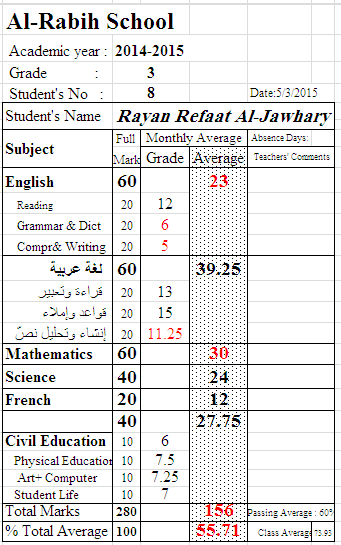 Al-Rabih School
Academic year : 2014-2015
Grade : 3
Student's No : 8 Date:5/3/2015
Student's Name Rayan Refaat Al-Jawhary
Subject Full Mark Monthly Average Absence Days:
Grade Average Teachers' Comments
English 60 23
Reading 20 12
Grammar & Dict 20 6
Compr& Writing 20 5
لغة عربية 60 39.25
قراءة وتعبير 20 13
قواعد وإملاء 20 15
إنشاء وتحليل نصّ 20 11.25
Mathematics 60 30
Science 40 24
French 20 12
40 27.75
Civil Education 10 6
Physical Education 10 7.5
Art+ Computer 10 7.25
Student Life 10 7
Total Marks 280 156 Passing Average : 60%
% Total Average 100 55.71 Class Average 73.93